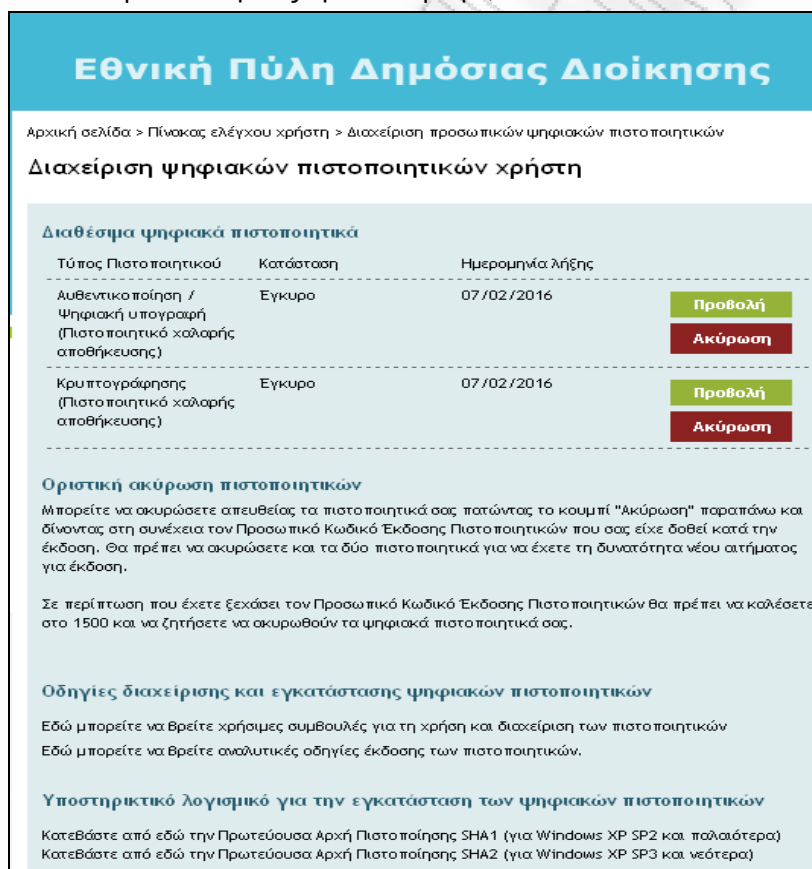 Εθνική Πύλη Δημόσιας Διοίκησης
Αρχική σελίδα > Πίνακας ελέγχου χρήστη > Διαχείριση προσωπικών ψηφιακών πιστοποιητικών
Διαχείριση ψηφιακών πιστοποιητικών χρήστη
Διαθέσιμα ψηφιακά πιστοποιητικά
Τύπος Πιστοποιητικού Κατάσταση Ημερομηνία λήξης
Αυθεντικοποίηση / Έγκυρο 07/02/2016 Προβολή
Ψηφιακή υπογραφή
(Πιστοποιητικό χαλαρής Ακύρωση
αποθήκευσης)
Κρυπτογράφησης Έγκυρο 07/02/2016 Προβολή
(Πιστοποιητικό χαλαρής
αποθήκευσης) Ακύρωση
Οριστική ακύρωση πιστοποιητικών
Μπορείτε να ακυρώσετε απευθείας τα πιστοποιητικά σας πατώντας το κουμπί "Ακύρωση" παραπάνω και
δίνοντας στη συνέχεια τον Προσωπικό Κωδικό Έκδοσης Πιστοποιητικών που σας είχε δοθεί κατά την
έκδοση. Θα πρέπει να ακυρώσετε και τα δύο πιστοποιητικά για να έχετε τη δυνατότητα νέου αιτήματος
για έκδοση.
Σε περίπτωση που έχετε ξεχάσει τον Προσωπικό Κωδικό Έκδοσης Πιστοποιητικών θα πρέπει να καλέσετε
στο 1500 και να ζητήσετε να ακυρωθούν τα ψηφιακά πιστοποιητικά σας.
Οδηγίες διαχείρισης και εγκατάστασης ψηφιακών πιστοποιητικών
Εδώ μπορείτε να βρείτε χρήσιμες συμβουλές για τη χρήση και διαχείριση των πιστοποιητικών
Εδώ μπορείτε να βρείτε αναλυτικές οδηγίες έκδοσης των πιστοποιητικών.
Υποστηρικτικό λογισμικό για την εγκατάσταση των ψηφιακών πιστοποιητικών
Κατεβάστε από εδώ την Πρωτεύουσα Αρχή Πιστοποίησης SHA1 (για Windows XP SP2 και παλαιότερα)
Κατεβάστε από εδώ την Πρωτεύουσα Αρχή Πιστοποίησης SHA2 (για Windows XP SP3 και νεότερα)